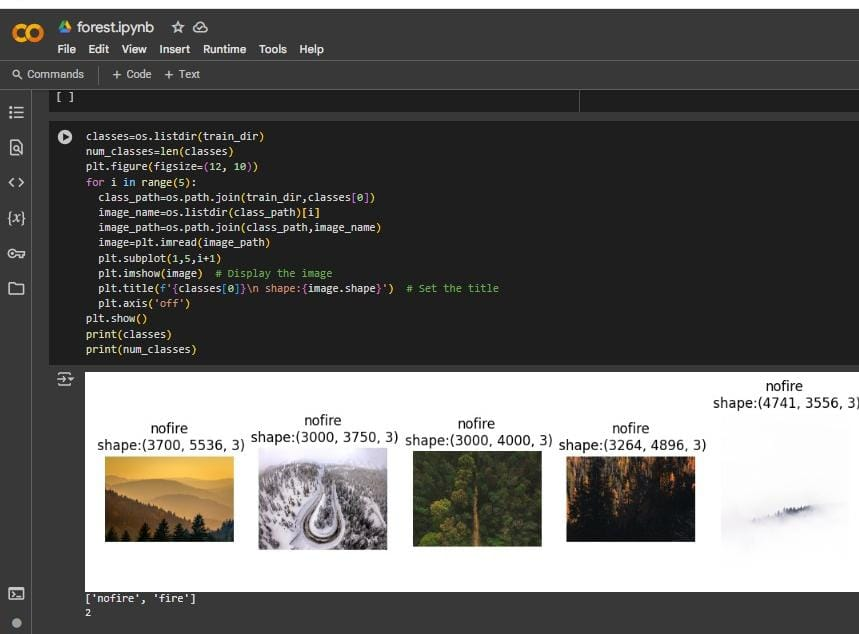 forest.ipynb
File Edit View Insert Runtime Tools Help
Commands + Code + Text
[ ]
classes=os.listdir(train_dir)
num_classes=len(classes)
plt.figure(figsize=(12, 10))
for i in range(5):
  class_path=os.path.join(train_dir,classes[0])
  image_name=os.listdir(class_path)[i]
  image_path=os.path.join(class_path,image_name)
  image=plt.imread(image_path)
  plt.subplot(1,5,i+1)
  plt.imshow(image)  # Display the image
  plt.title(f'{classes[0]}\n shape:{image.shape}')  # Set the title
  plt.axis('off')
plt.show()
print(classes)
print(num_classes)
nofire
shape:(3700, 5536, 3)
nofire
shape:(3000, 3750, 3)
nofire
shape:(3000, 4000, 3)
nofire
shape:(3264, 4896, 3)
nofire
shape:(4741, 3556, 3)
['nofire', 'fire']
2